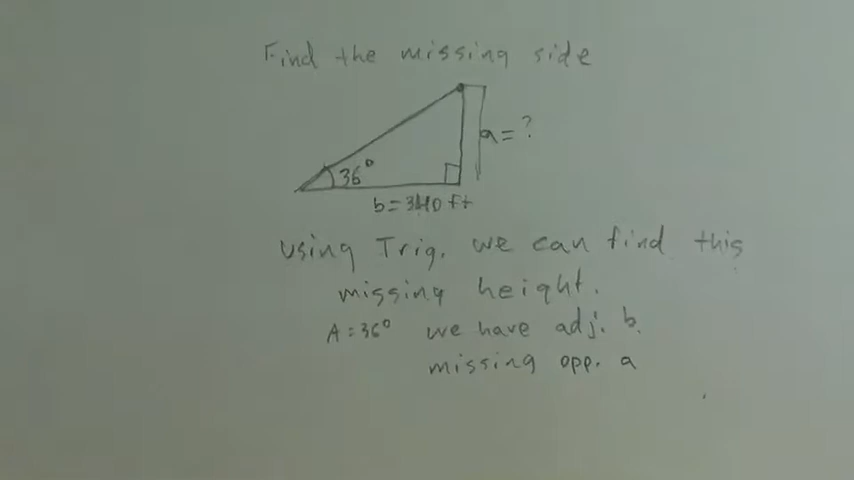 Find the missing side
a = ?
36°
b = 340 ft
using Trig, we can find this
missing height.
A = 36° we have adj. b.
missing opp. a